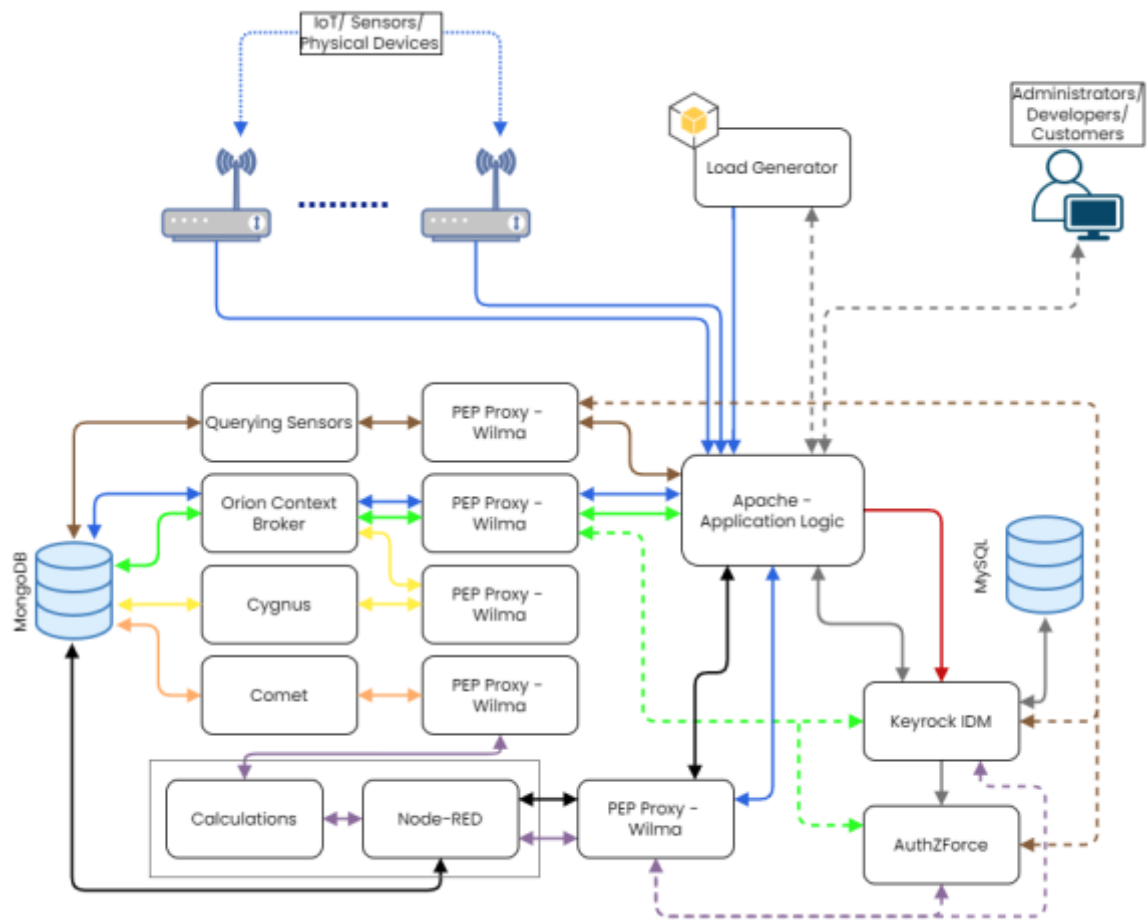 IoT/ Sensors/
Physical Devices
Administrators/
Developers/
Customers
Load Generator
Querying Sensors
PEP Proxy -
Wilma
Orion Context
Broker
PEP Proxy -
Wilma
Apache -
Application Logic
MongoDB
MySQL
Cygnus
PEP Proxy -
Wilma
Comet
PEP Proxy -
Wilma
Keyrock IDM
Calculations
Node-RED
PEP Proxy -
Wilma
AuthZForce